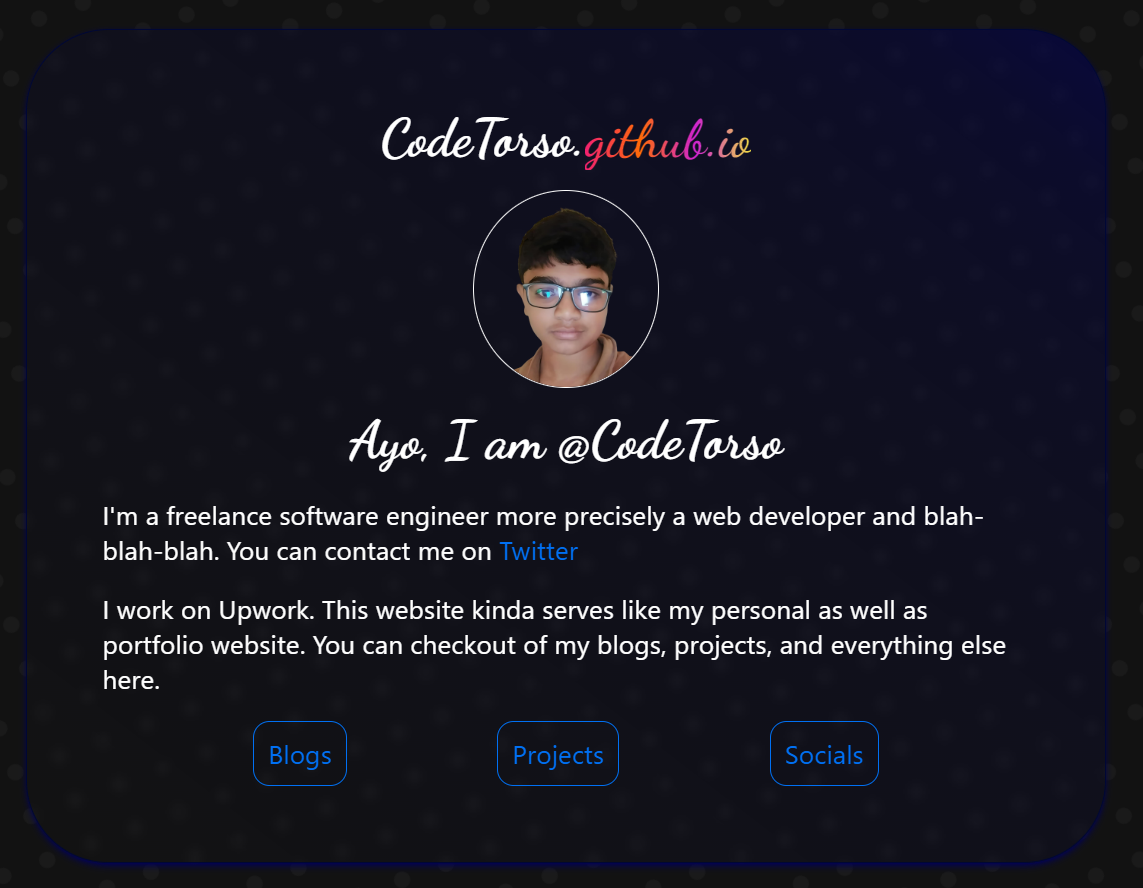 CodeTorso.github.io
Ayo, I am @CodeTorso
I'm a freelance software engineer more precisely a web developer and blah-
blah-blah. You can contact me on Twitter
I work on Upwork. This website kinda serves like my personal as well as
portfolio website. You can checkout of my blogs, projects, and everything else
here.
Blogs
Projects
Socials